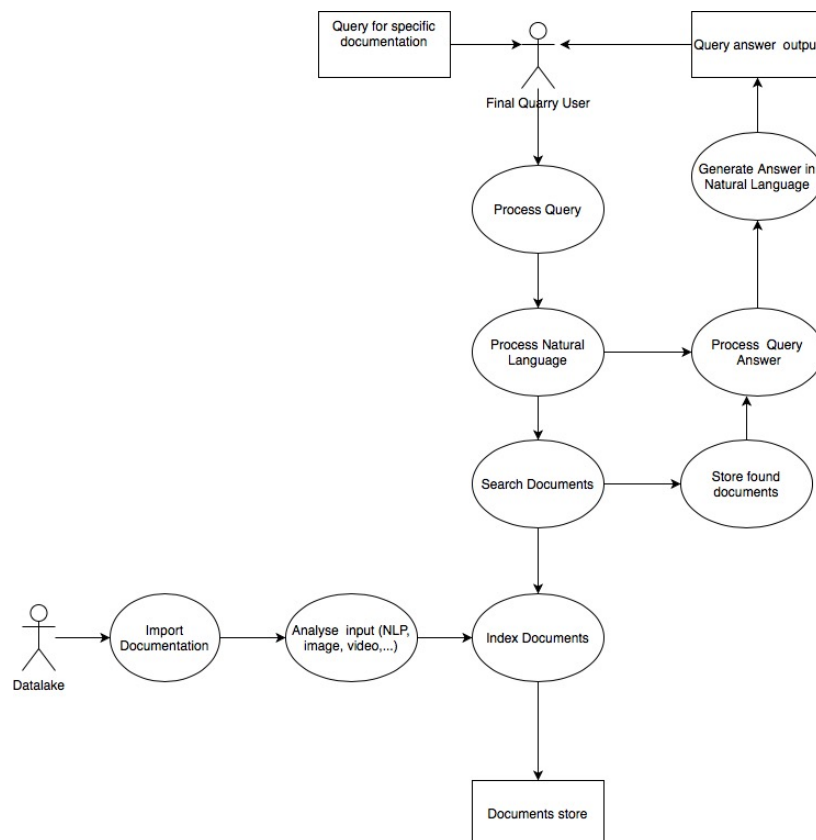 Query for specific
documentation
Query answer output
Final Quarry User
Generate Answer in
Natural Language
Process Query
Process Natural
Language
Process Query
Answer
Search Documents
Store found
documents
Import
Documentation
Analyse input (NLP,
image, video,...)
Index Documents
Datalake
Documents store